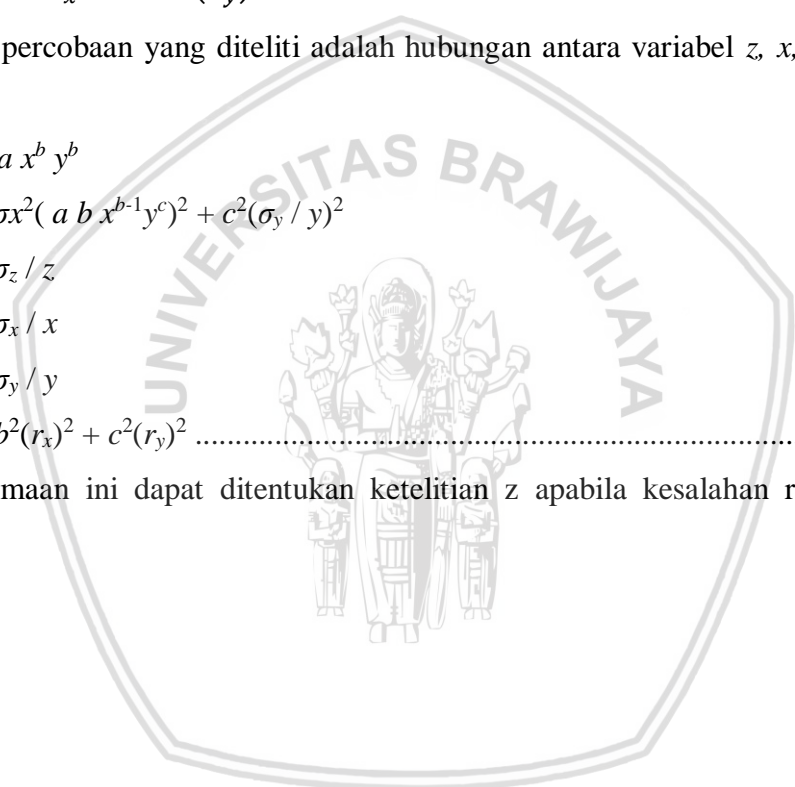 percobaan yang diteliti adalah hubungan antara variabel z, x,
UNIVERSITAS BRAWIJAYA
a x^b y^b
σx²( a b x^{b-1}y^c)² + c²(σ_y / y)²
σ_z / z
σ_x / x
σ_y / y
b²(r_x)² + c²(r_y)² ..........................................................................
maan ini dapat ditentukan ketelitian z apabila kesalahan r